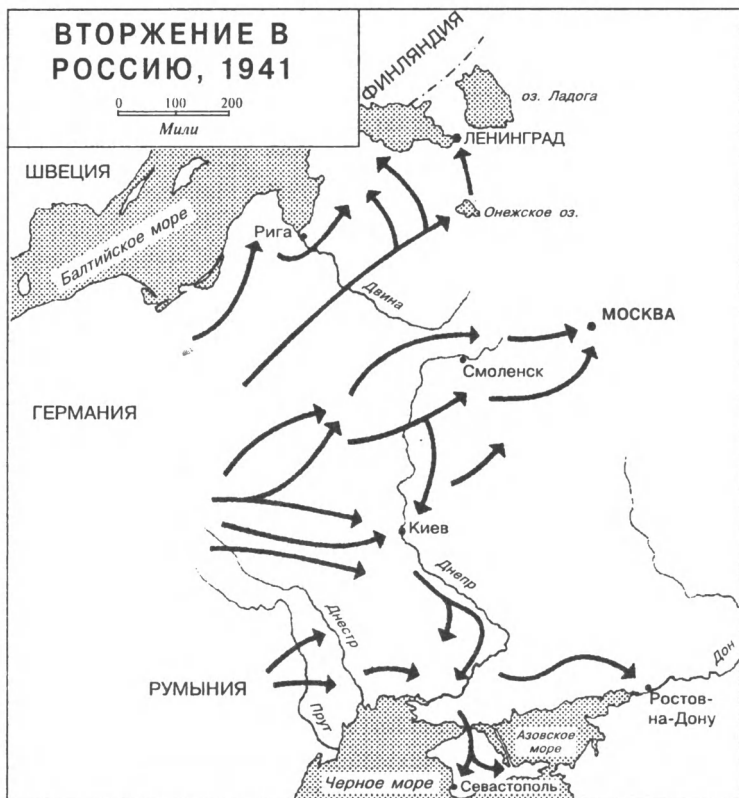 ВТОРЖЕНИЕ В
РОССИЮ, 1941
0 100 200
Мили
ФИНЛЯНДИЯ
оз. Ладога
ЛЕНИНГРАД
ШВЕЦИЯ
Балтийское море
Рига
Онежское оз.
Двина
МОСКВА
Смоленск
ГЕРМАНИЯ
Киев
Днепр
Днестр
РУМЫНИЯ
Прут
Дон
Ростов-
на-Дону
Азовское
море
Черное море
Севастополь